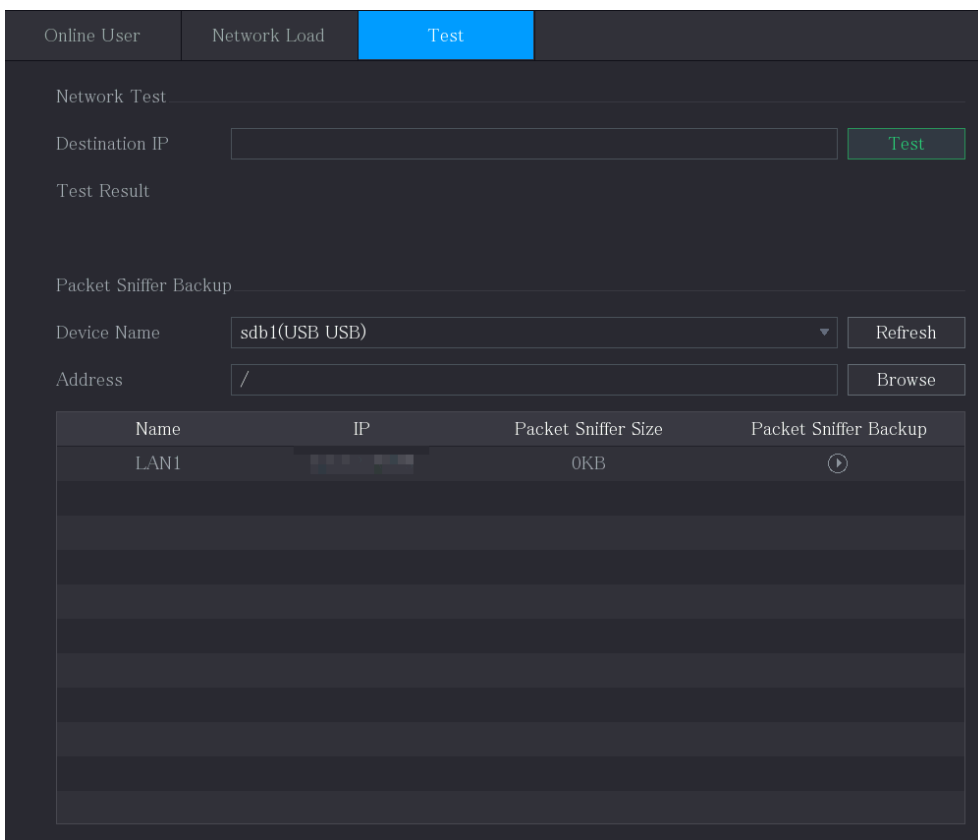 Online User Network Load Test
Network Test
Destination IP Test
Test Result
Packet Sniffer Backup
Device Name sdb1(USB USB) Refresh
Address / Browse
Name IP Packet Sniffer Size Packet Sniffer Backup
LAN1 0KB